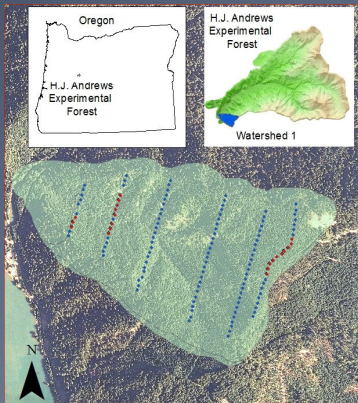 Oregon
H.J. Andrews
Experimental
Forest
H.J. Andrews
Experimental
Forest
Watershed 1
N